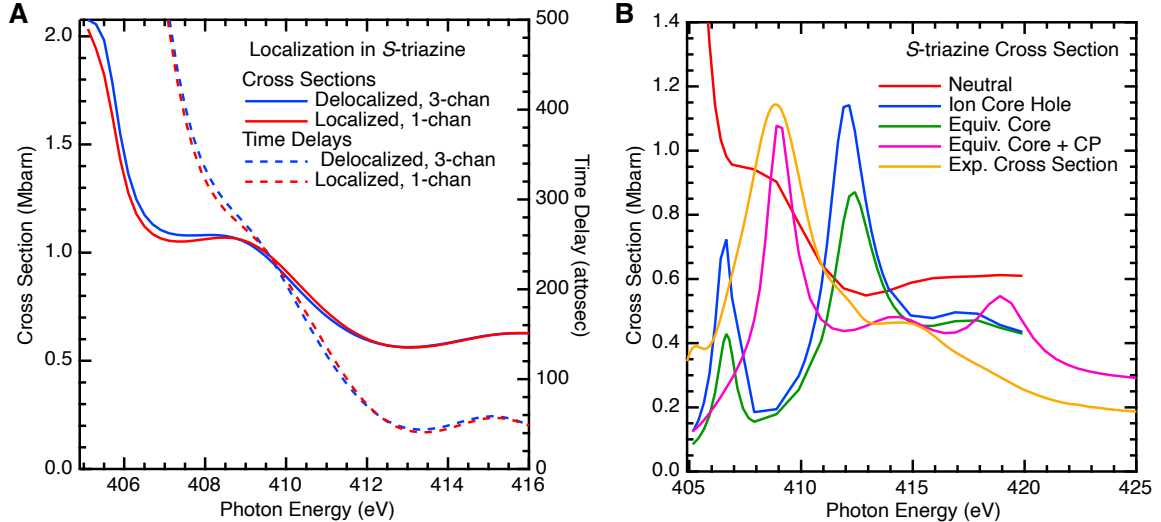 A
Localization in S-triazine
Cross Sections
Delocalized, 3-chan
Localized, 1-chan
Time Delays
Delocalized, 3-chan
Localized, 1-chan
Cross Section (Mbarn)
2.0
1.5
1.0
0.5
0.0
406
408
410
412
414
416
Photon Energy (eV)
500
400
300
200
100
0
Time Delay (attosec)
B
S-triazine Cross Section
Neutral
Ion Core Hole
Equiv. Core
Equiv. Core + CP
Exp. Cross Section
Cross Section (Mbarn)
1.4
1.2
1.0
0.8
0.6
0.4
0.2
0.0
405
410
415
420
425
Photon Energy (eV)